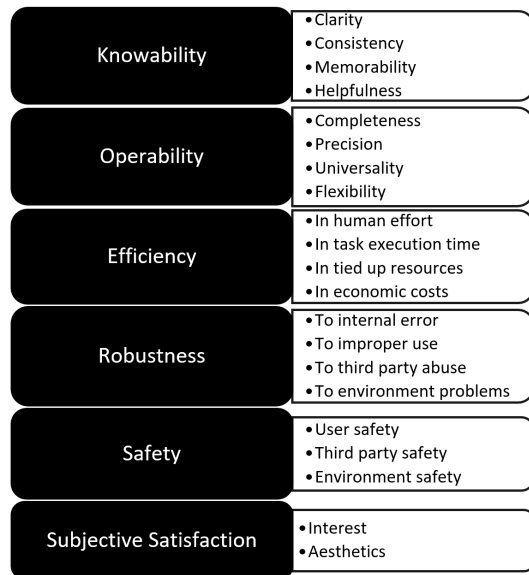 Knowability
•Clarity
•Consistency
•Memorability
•Helpfulness
Operability
•Completeness
•Precision
•Universality
•Flexibility
Efficiency
•In human effort
•In task execution time
•In tied up resources
•In economic costs
Robustness
•To internal error
•To improper use
•To third party abuse
•To environment problems
Safety
•User safety
•Third party safety
•Environment safety
Subjective Satisfaction
•Interest
•Aesthetics